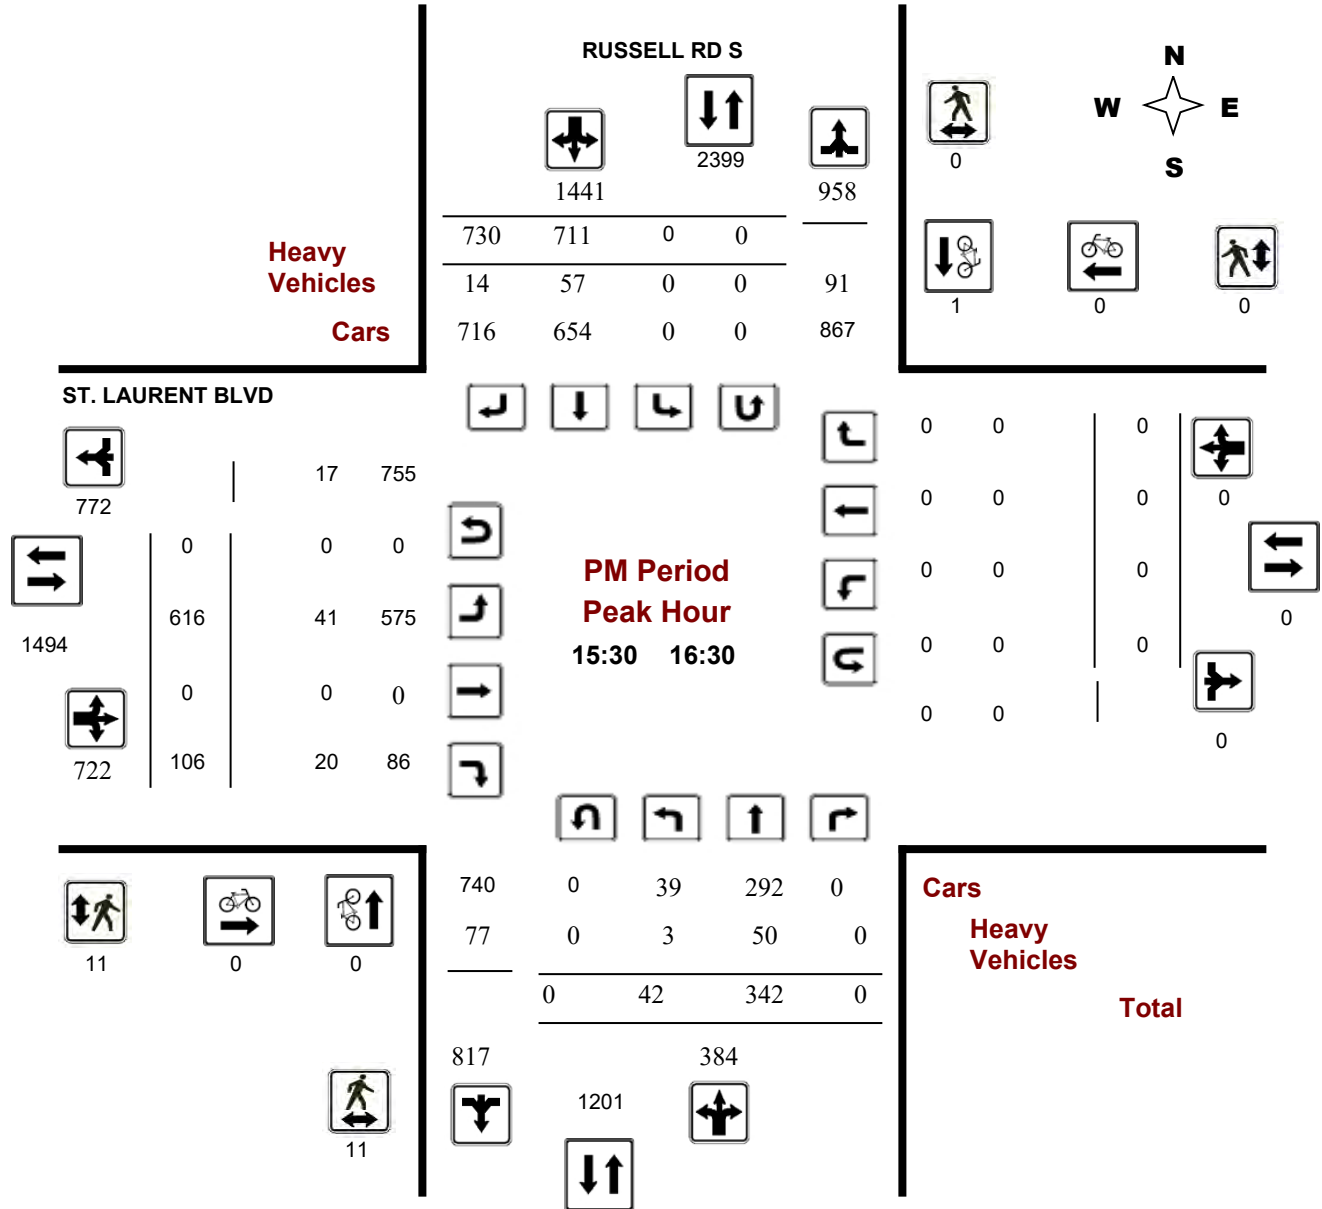 RUSSELL RD S
N
W E
S
2399
1441 958
0
730 711 0 0
Heavy
Vehicles
14 57 0 0 91
1 0 0
Cars
716 654 0 0 867
ST. LAURENT BLVD
0 0 0
17 755
772
0 0 0 0
0 0 0 0
PM Period
Peak Hour
15:30 16:30
0 0 0
616 41 575
0
1494
0 0 0
0 0 0
0 0
722
106 20 86
0
740 0 39 292 0
Cars
77 0 3 50 0
Heavy
Vehicles
11 0 0
0 42 342 0
Total
817 384
1201
11